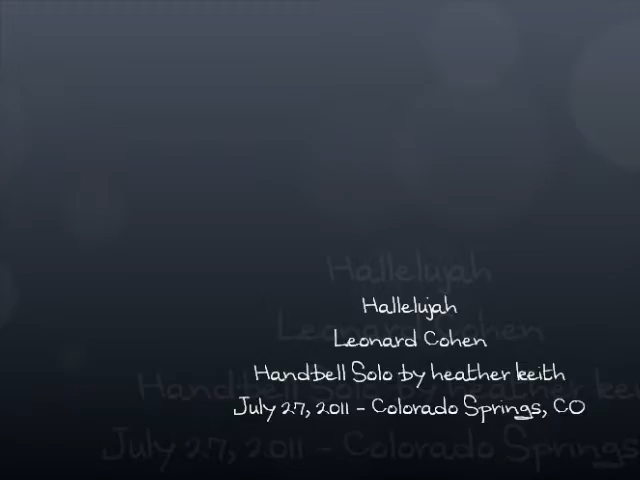 Hallelujah
Leonard Cohen
Handbell Solo by heather keith
July 27, 2011 - Colorado Springs, CO